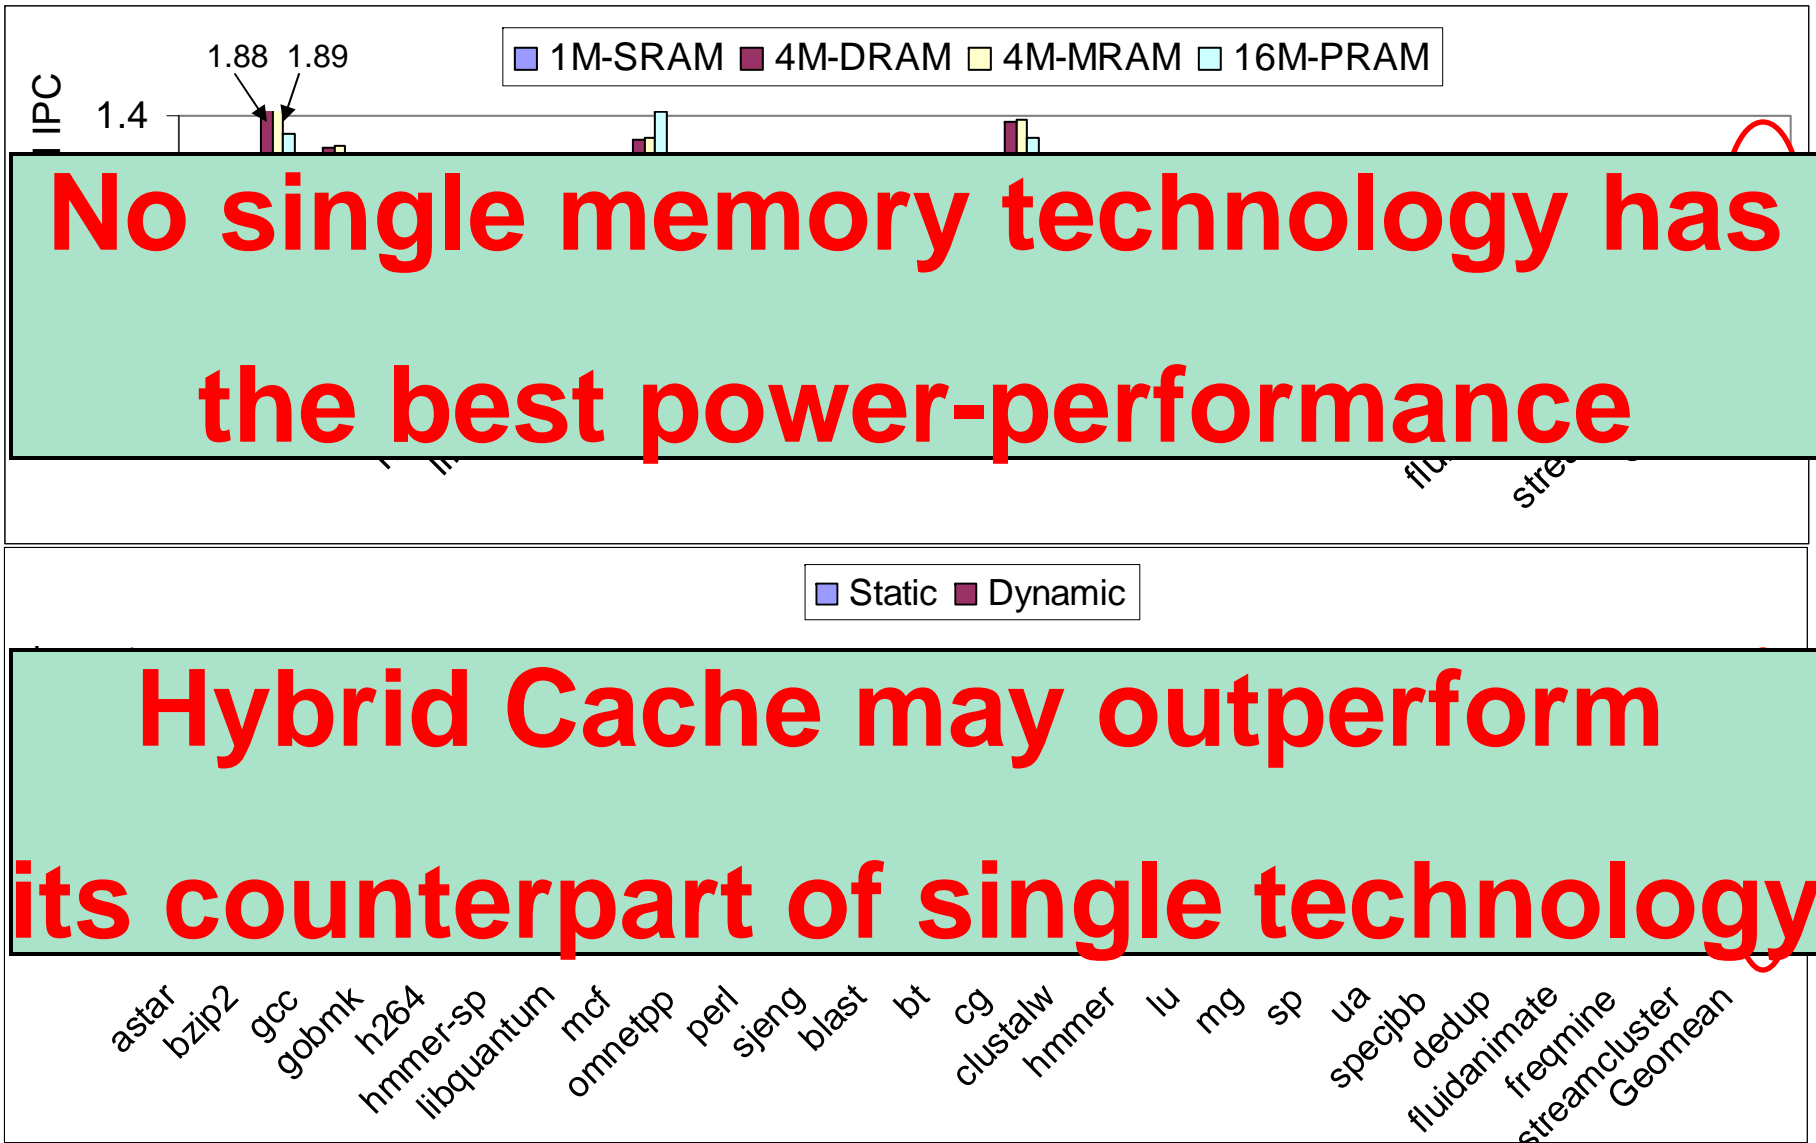 1.88 1.89
1M-SRAM 4M-DRAM 4M-MRAM 16M-PRAM
IPC
1.4
No single memory technology has
the best power-performance
Static Dynamic
Hybrid Cache may outperform
its counterpart of single technology
astar
bzip2
gcc
gobmk
h264
hmmer-sp
libquantum
mcf
omnetpp
perl
sjeng
blast
bt
cg
clustalw
hmmer
lu
mg
sp
ua
specjbb
dedup
fluidanimate
freqmine
streamcluster
Geomean